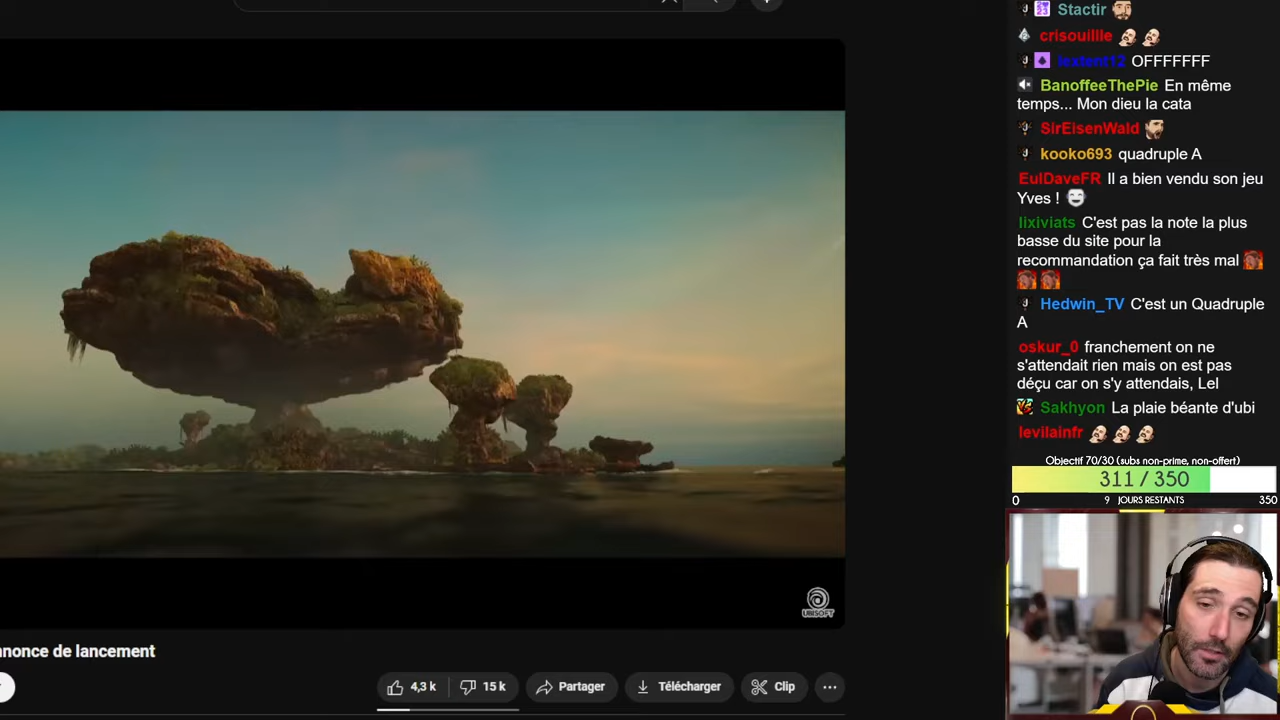 Stactir
crisouillle
lextent12 OFFFFFFF
BanoffeeThePie En même
temps... Mon dieu la cata
SirEisenWald
kooko693 quadruple A
EulDaveFR Il a bien vendu son jeu
Yves !
lixiviats C'est pas la note la plus
basse du site pour la
recommandation ça fait très mal
Hedwin_TV C'est un Quadruple
A
oskur_0 franchement on ne
s'attendait rien mais on est pas
déçu car on s'y attendais, Lel
Sakhyon La plaie béante d'ubi
levilainfr
Objectif 70/30 (subs non-prime, non-offert)
311 / 350
0 9 JOURS RESTANTS 350
UBISOFT
nnonce de lancement
4,3 k 15 k Partager Télécharger Clip